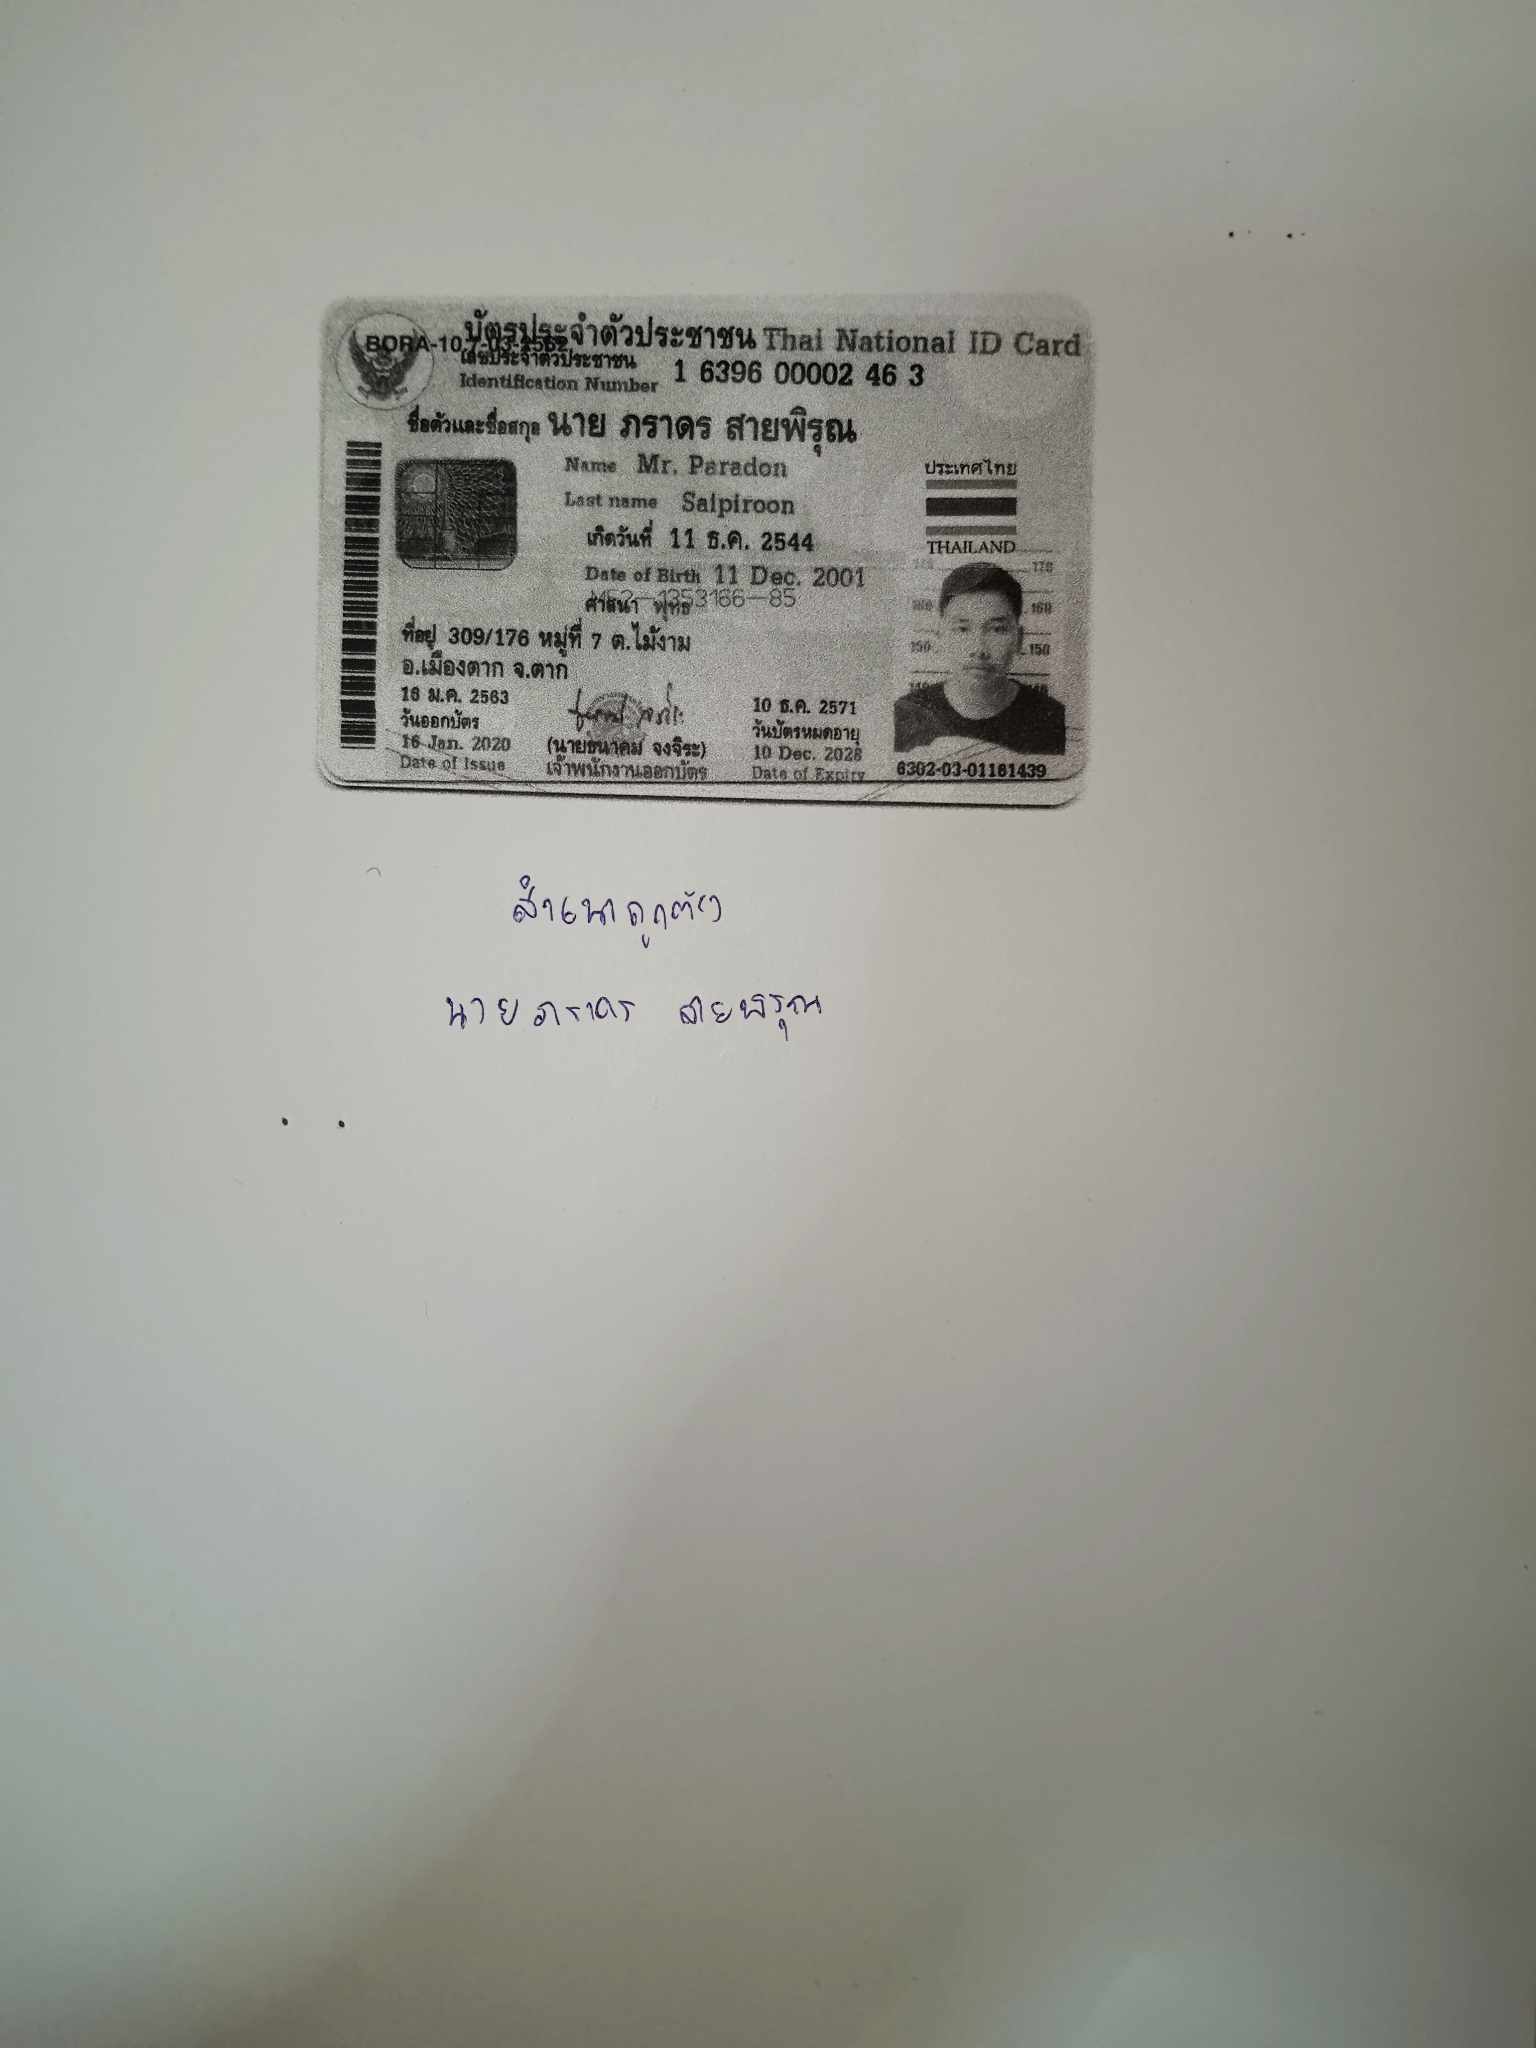 บัตรประจำตัวประชาชน Thai National ID Card
BORA-10.7-03-2562
เลขประจำตัวประชาชน
Identification Number 1 6396 00002 46 3
ชื่อตัวและชื่อสกุล นาย ภราดร สายพิรุณ
Name Mr. Paradon
Last name Saipiroon
เกิดวันที่ 11 ธ.ค. 2544
Date of Birth 11 Dec. 2001
ศาสนา พุทธ
ที่อยู่ 309/176 หมู่ที่ 7 ต.ไม้งาม
อ.เมืองตาก จ.ตาก
16 ม.ค. 2563
วันออกบัตร
16 Jan. 2020
Date of Issue
(นายธนาคม จงจิระ)
เจ้าพนักงานออกบัตร
10 ธ.ค. 2571
วันบัตรหมดอายุ
10 Dec. 2028
Date of Expiry
ประเทศไทย
THAILAND
170
160 160
150 150
6302-03-01161439
สำเนาถูกต้อง
นาย ภราดร สายพิรุณ